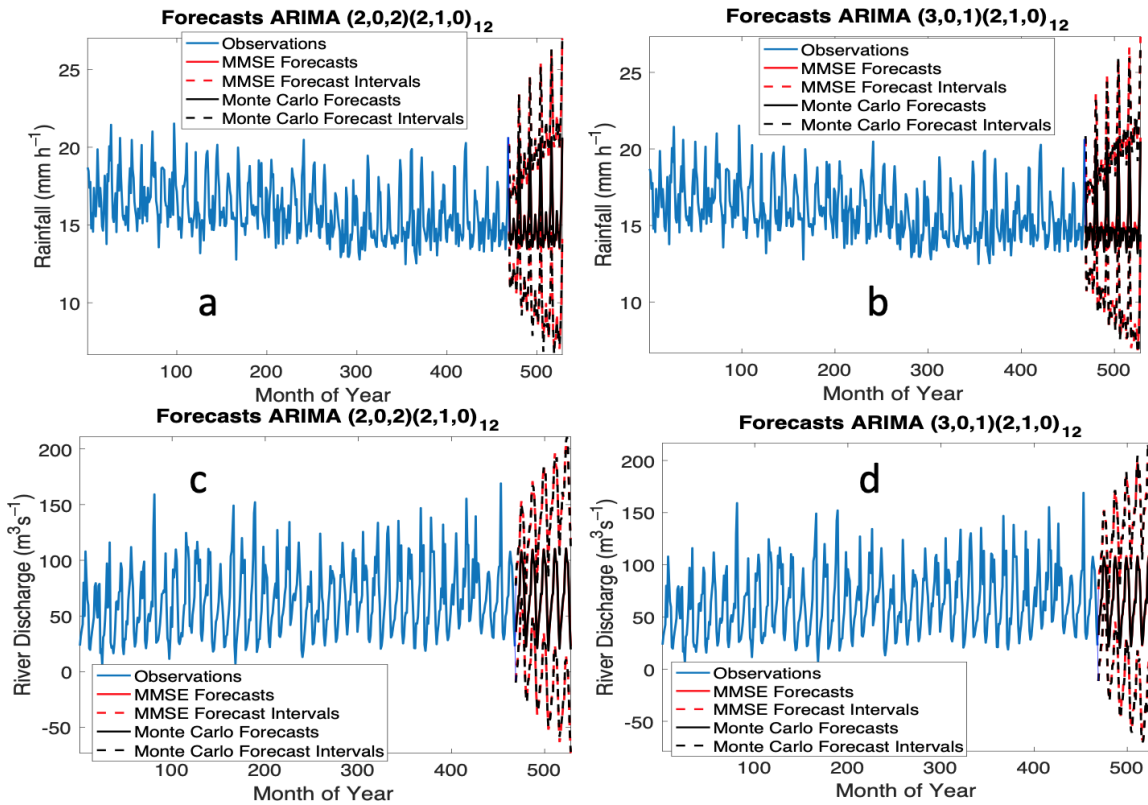 Forecasts ARIMA (2,0,2)(2,1,0)12
Observations
MMSE Forecasts
MMSE Forecast Intervals
Monte Carlo Forecasts
Monte Carlo Forecast Intervals
25
20
15
10
Rainfall (mm h−1)
a
100 200 300 400 500
Month of Year
Forecasts ARIMA (3,0,1)(2,1,0)12
Observations
MMSE Forecasts
MMSE Forecast Intervals
Monte Carlo Forecasts
Monte Carlo Forecast Intervals
25
20
15
10
Rainfall (mm h−1)
b
100 200 300 400 500
Month of Year
Forecasts ARIMA (2,0,2)(2,1,0)12
200
150
100
50
0
-50
River Discharge (m3s−1)
c
Observations
MMSE Forecasts
MMSE Forecast Intervals
Monte Carlo Forecasts
Monte Carlo Forecast Intervals
100 200 300 400 500
Month of Year
Forecasts ARIMA (3,0,1)(2,1,0)12
200
150
100
50
0
-50
River Discharge (m3s−1)
d
Observations
MMSE Forecasts
MMSE Forecast Intervals
Monte Carlo Forecasts
Monte Carlo Forecast Intervals
100 200 300 400 500
Month of Year